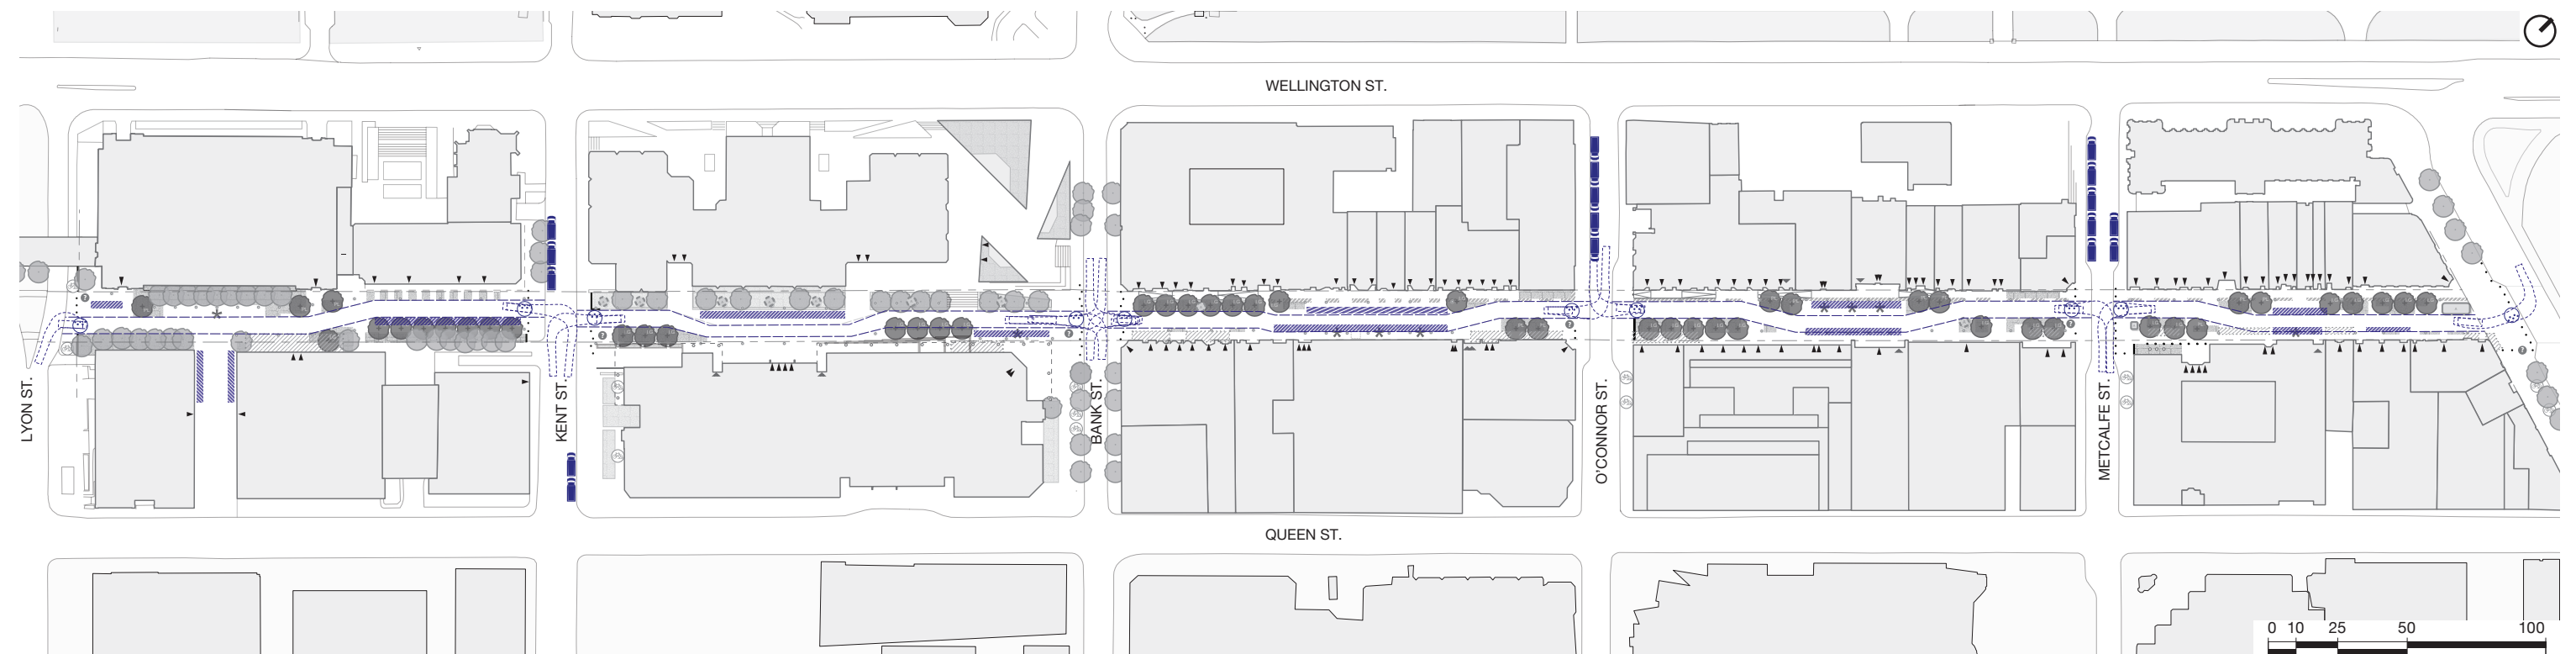 WELLINGTON ST.
LYON ST.
KENT ST.
BANK ST.
O'CONNOR ST.
METCALFE ST.
QUEEN ST.
0 10 25 50 100